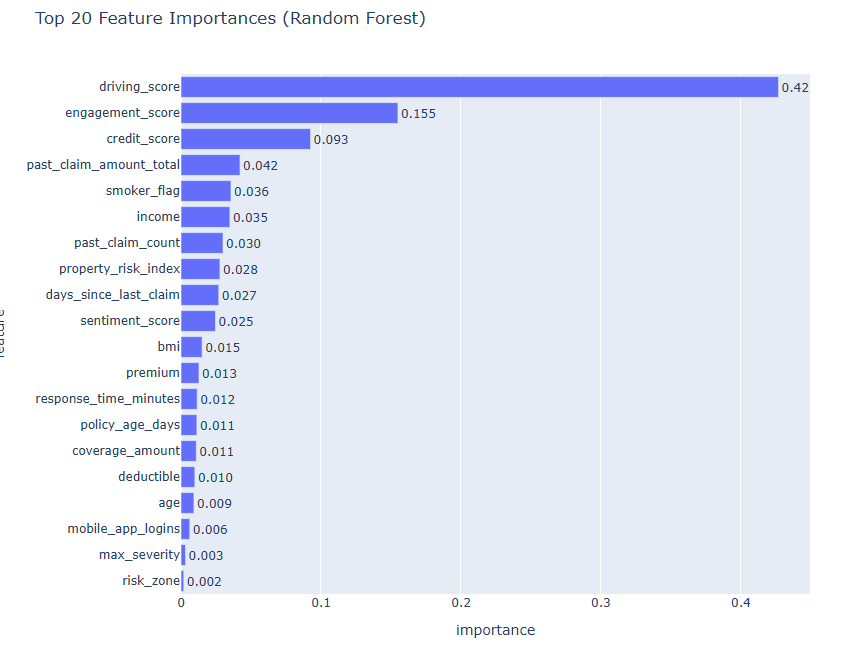 Top 20 Feature Importances (Random Forest)
driving_score 0.42
engagement_score 0.155
credit_score 0.093
past_claim_amount_total 0.042
smoker_flag 0.036
income 0.035
past_claim_count 0.030
property_risk_index 0.028
days_since_last_claim 0.027
sentiment_score 0.025
bmi 0.015
premium 0.013
response_time_minutes 0.012
policy_age_days 0.011
coverage_amount 0.011
deductible 0.010
age 0.009
mobile_app_logins 0.006
max_severity 0.003
risk_zone 0.002
0 0.1 0.2 0.3 0.4
importance